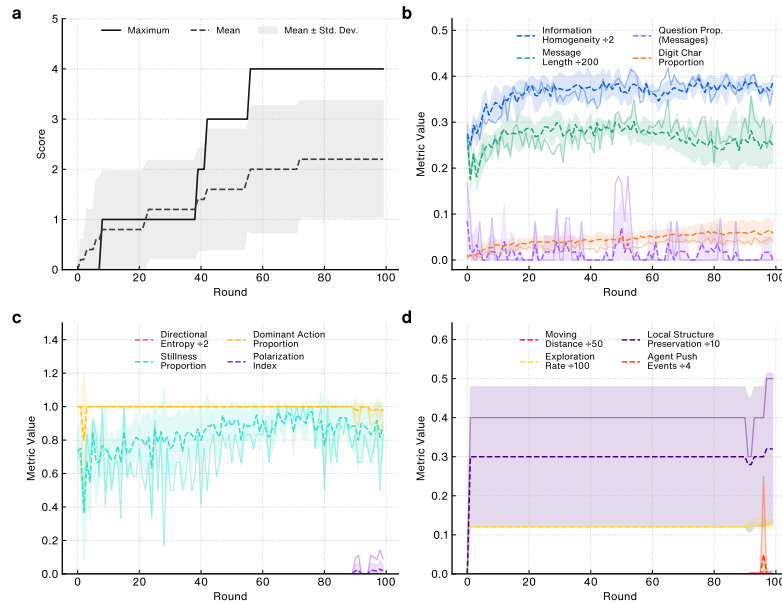 a
Maximum
Mean
Mean ± Std. Dev.
5
4
3
2
1
0
Score
0
20
40
60
80
100
Round
b
Information
Homogeneity ÷2
Message
Length ÷200
Question Prop.
(Messages)
Digit Char
Proportion
0.5
0.4
0.3
0.2
0.1
0.0
Metric Value
0
20
40
60
80
100
Round
c
Directional
Entropy ÷2
Stillness
Proportion
Dominant Action
Proportion
Polarization
Index
1.4
1.2
1.0
0.8
0.6
0.4
0.2
0.0
Metric Value
0
20
40
60
80
100
Round
d
Moving
Distance ÷50
Exploration
Rate ÷100
Local Structure
Preservation ÷10
Agent Push
Events ÷4
0.6
0.5
0.4
0.3
0.2
0.1
0.0
Metric Value
0
20
40
60
80
100
Round